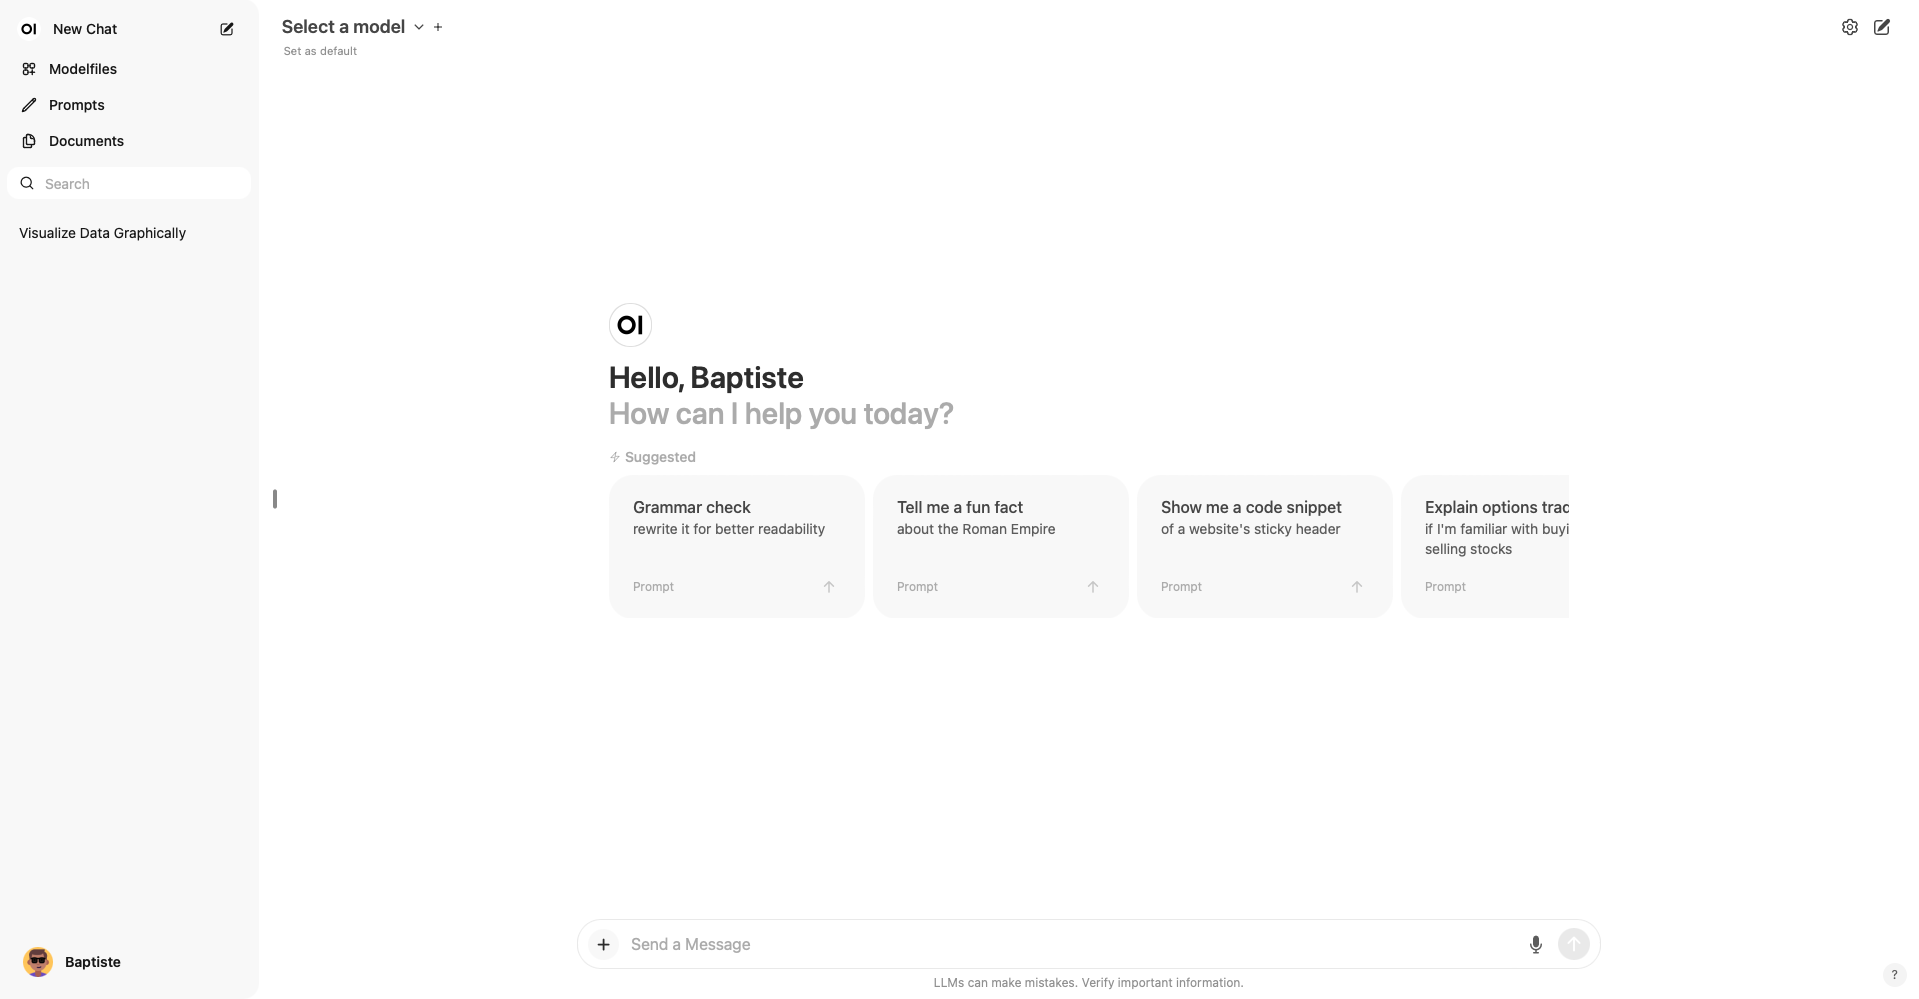 OI New Chat
Modelfiles
Prompts
Documents
Search
Visualize Data Graphically
Baptiste
Select a model
Set as default
OI
Hello, Baptiste
How can I help you today?
Suggested
Grammar check
rewrite it for better readability
Prompt
Tell me a fun fact
about the Roman Empire
Prompt
Show me a code snippet
of a website's sticky header
Prompt
Explain options trad
if I'm familiar with buyi
selling stocks
Prompt
Send a Message
LLMs can make mistakes. Verify important information.
?